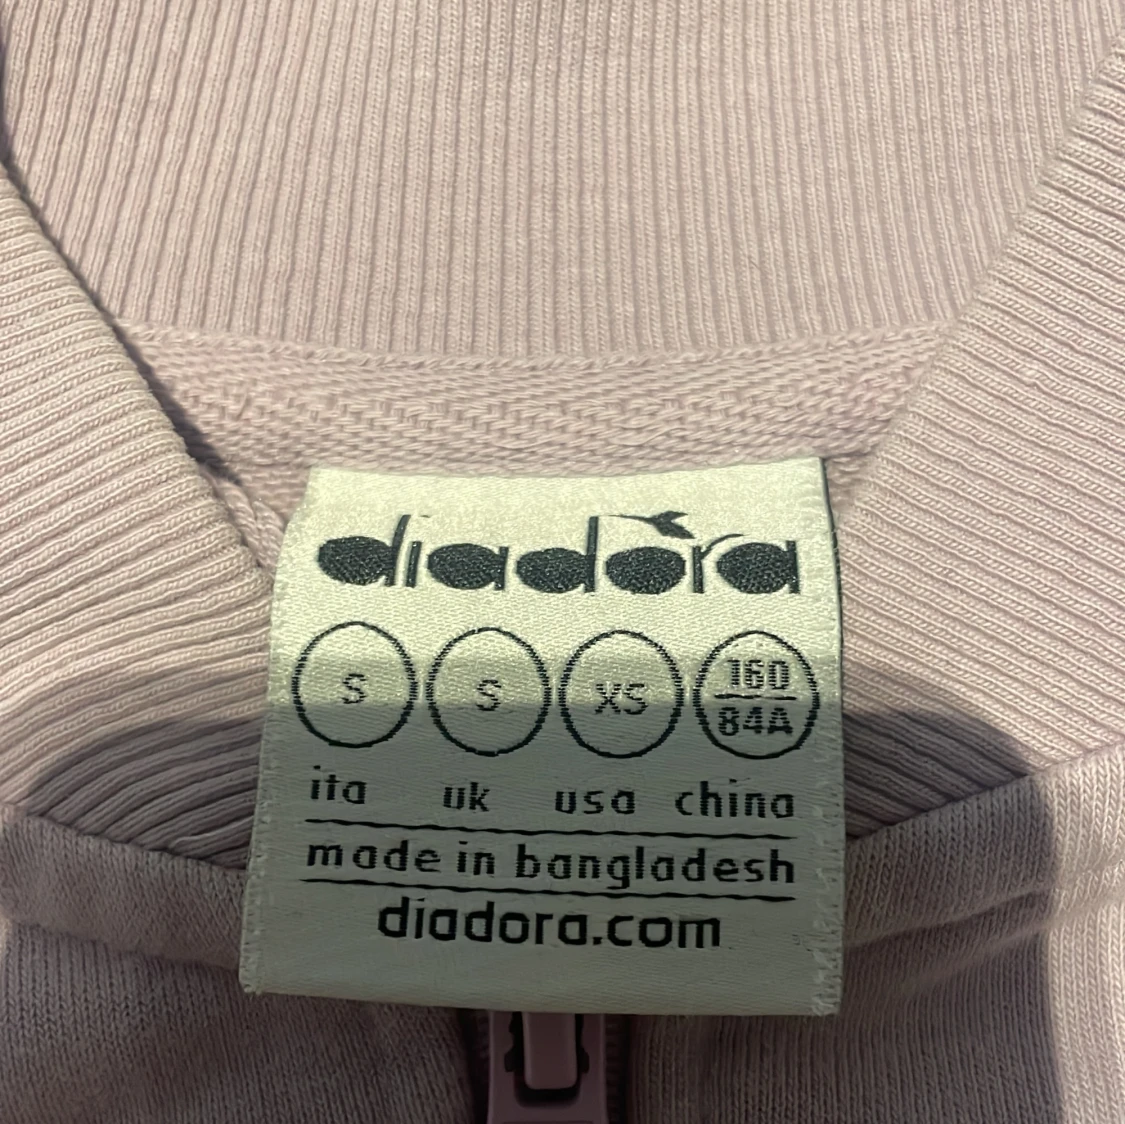 diadora
S S XS 160
84A
ita uk usa china
made in bangladesh
diadora.com